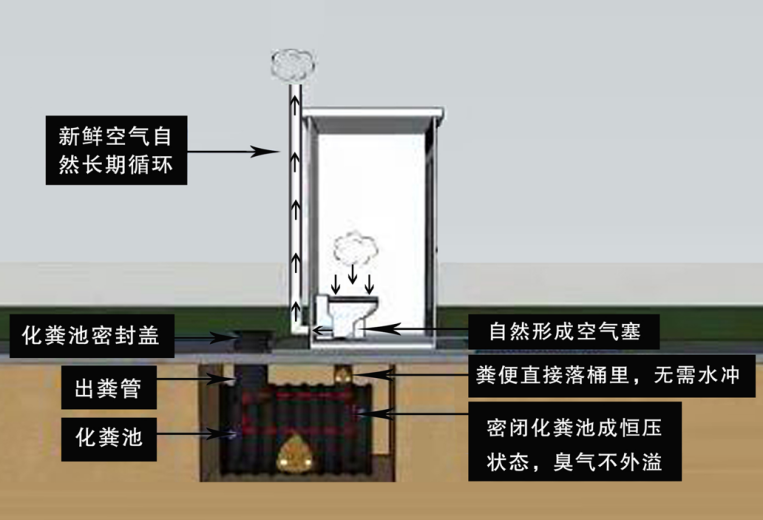 新鲜空气自
然长期循环
化粪池密封盖
自然形成空气塞
出粪管
粪便直接落桶里，无需水冲
化粪池
密闭化粪池成恒压
状态，臭气不外溢